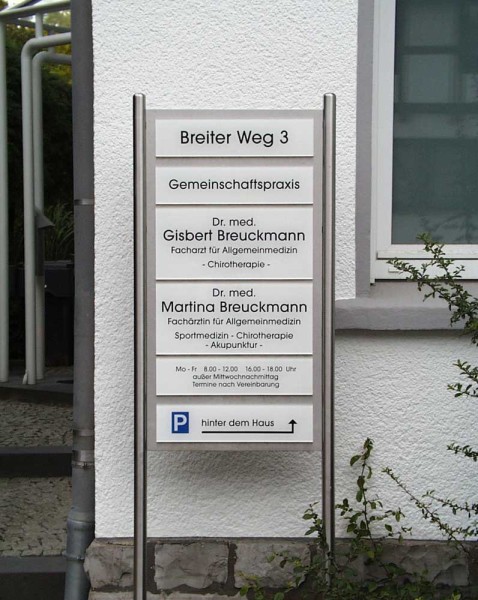 Breiter Weg 3
Gemeinschaftspraxis
Dr. med.
Gisbert Breuckmann
Facharzt für Allgemeinmedizin
- Chirotherapie -
Dr. med.
Martina Breuckmann
Fachärztin für Allgemeinmedizin
Sportmedizin - Chirotherapie
- Akupunktur -
Mo - Fr 8.00 - 12.00 16.00 - 18.00 Uhr
außer Mittwochnachmittag
Termine nach Vereinbarung
P hinter dem Haus